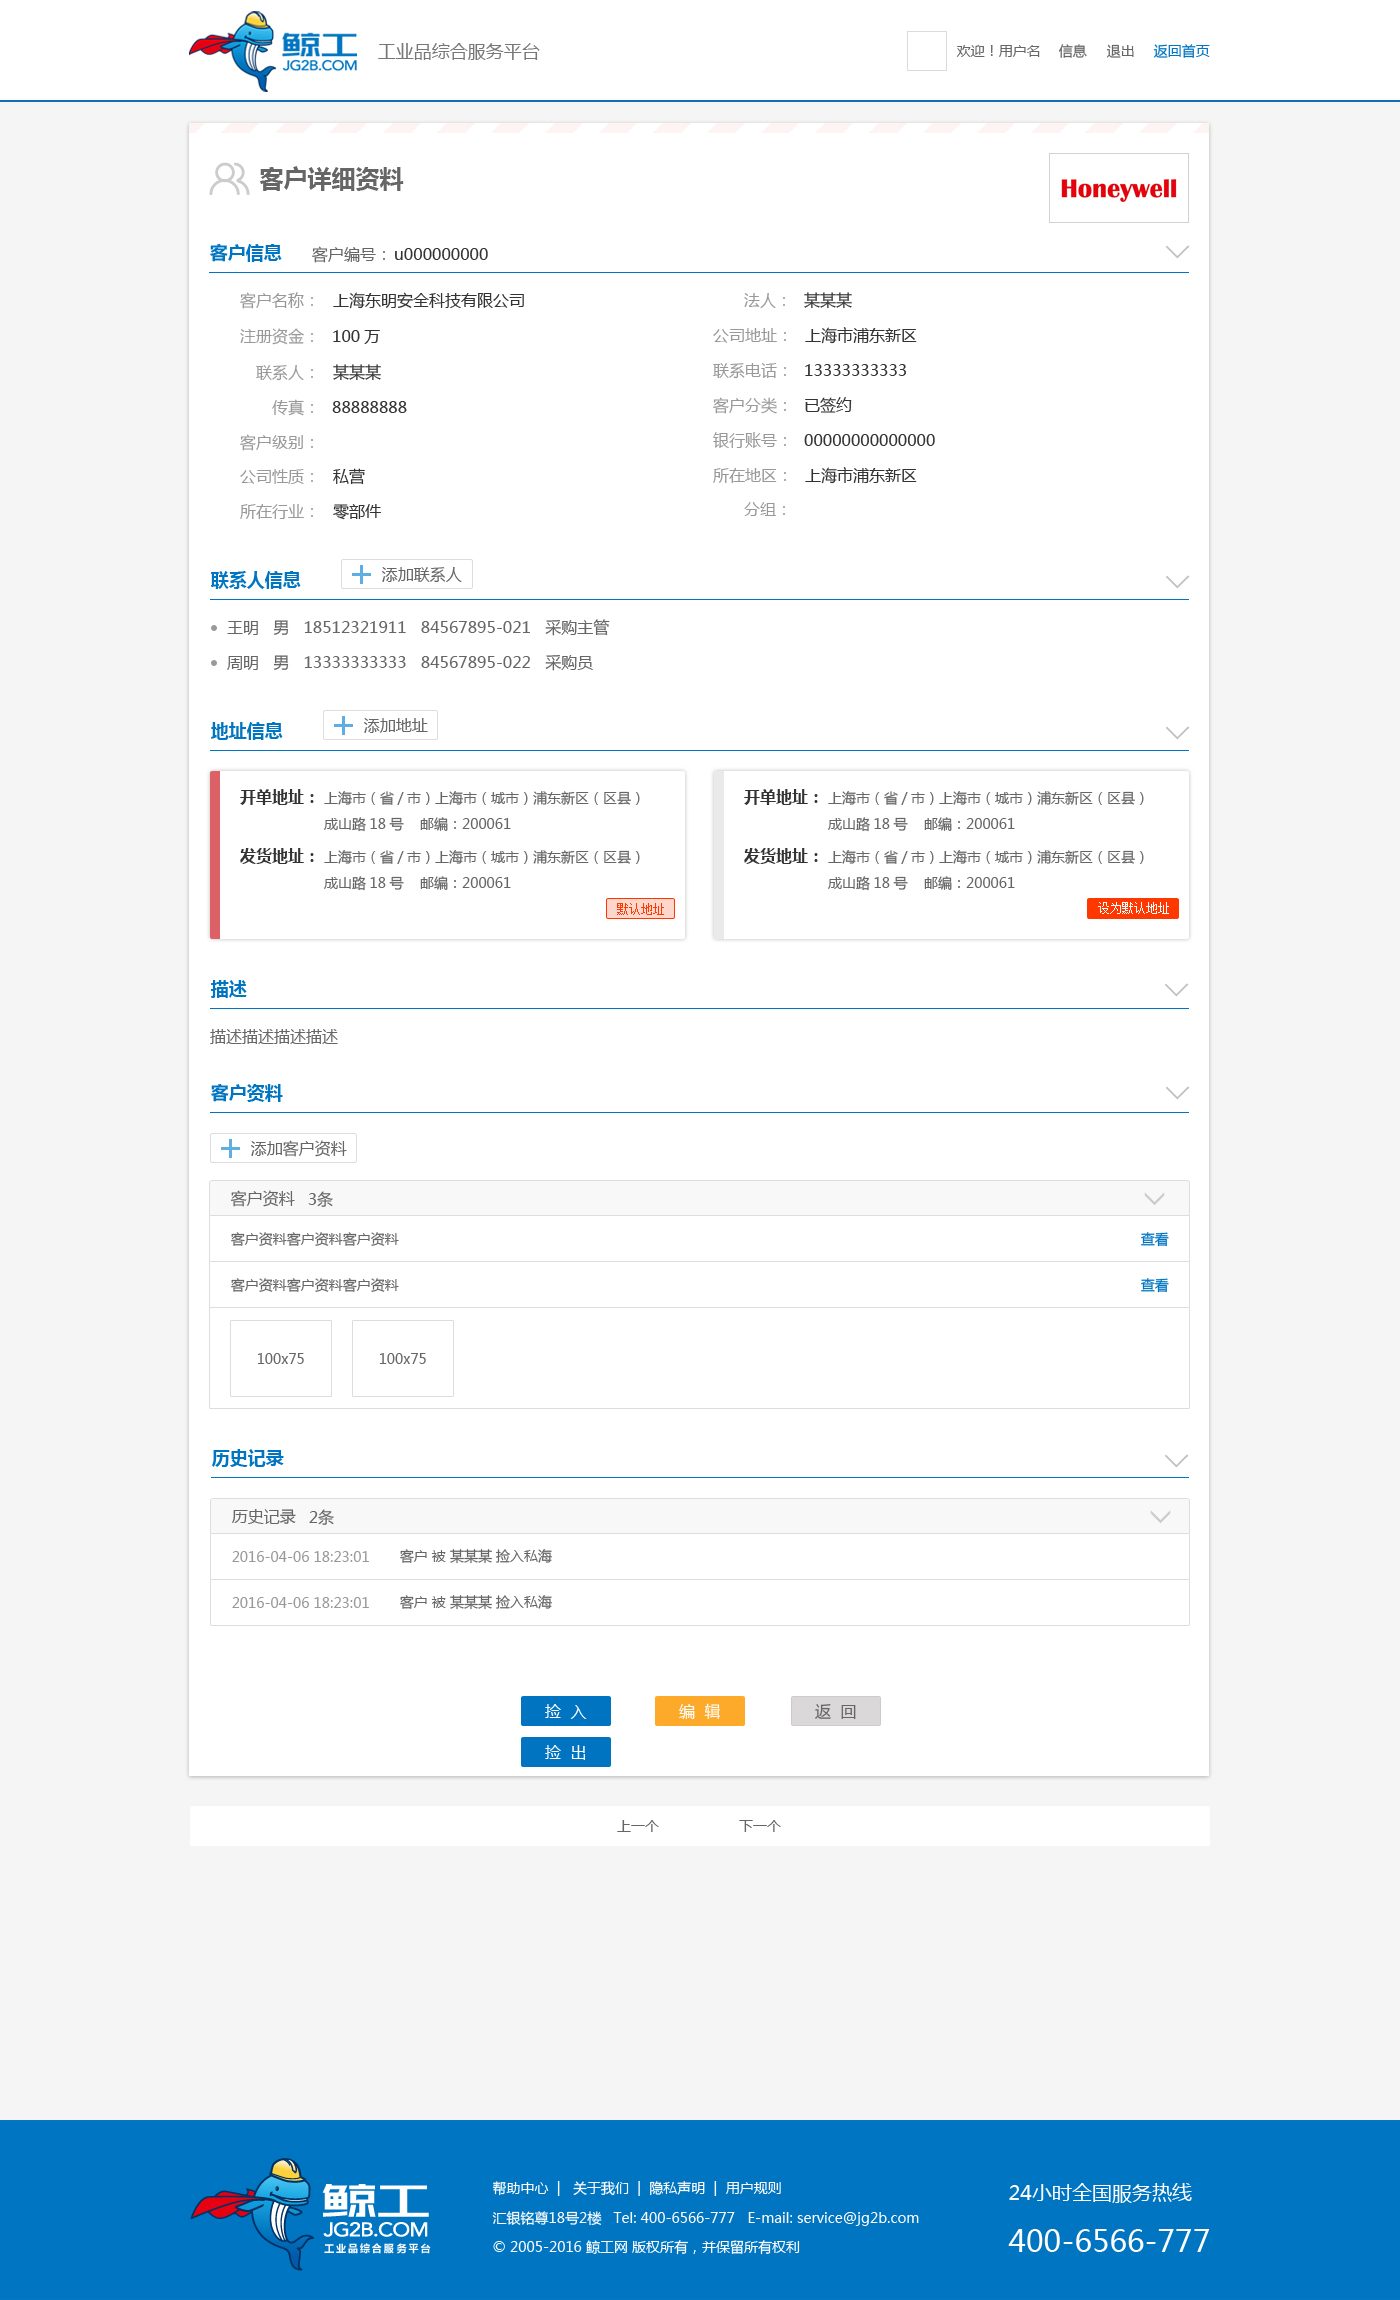 鲸工
JG2B.COM
工业品综合服务平台
欢迎！用户名 信息 退出 返回首页
客户详细资料
Honeywell
客户信息 客户编号：u000000000
客户名称： 上海东明安全科技有限公司 法人： 某某某
注册资金： 100 万 公司地址： 上海市浦东新区
联系人： 某某某 联系电话： 13333333333
传真： 88888888 客户分类： 已签约
客户级别： 银行账号： 00000000000000
公司性质： 私营 所在地区： 上海市浦东新区
所在行业： 零部件 分组：
联系人信息 添加联系人
王明 男 18512321911 84567895-021 采购主管
周明 男 13333333333 84567895-022 采购员
地址信息 添加地址
开单地址： 上海市（省 / 市）上海市（城市）浦东新区（区县）
成山路 18 号 邮编：200061
发货地址： 上海市（省 / 市）上海市（城市）浦东新区（区县）
成山路 18 号 邮编：200061
默认地址
开单地址： 上海市（省 / 市）上海市（城市）浦东新区（区县）
成山路 18 号 邮编：200061
发货地址： 上海市（省 / 市）上海市（城市）浦东新区（区县）
成山路 18 号 邮编：200061
设为默认地址
描述
描述描述描述描述
客户资料
添加客户资料
客户资料 3条
客户资料客户资料客户资料 查看
客户资料客户资料客户资料 查看
100x75 100x75
历史记录
历史记录 2条
2016-04-06 18:23:01 客户 被 某某某 捡入私海
2016-04-06 18:23:01 客户 被 某某某 捡入私海
捡 入 编 辑 返 回
捡 出
上一个 下一个
鲸工
JG2B.COM
工业品综合服务平台
帮助中心 | 关于我们 | 隐私声明 | 用户规则
汇银铭尊18号2楼 Tel: 400-6566-777 E-mail: service@jg2b.com
© 2005-2016 鲸工网 版权所有，并保留所有权利
24小时全国服务热线
400-6566-777